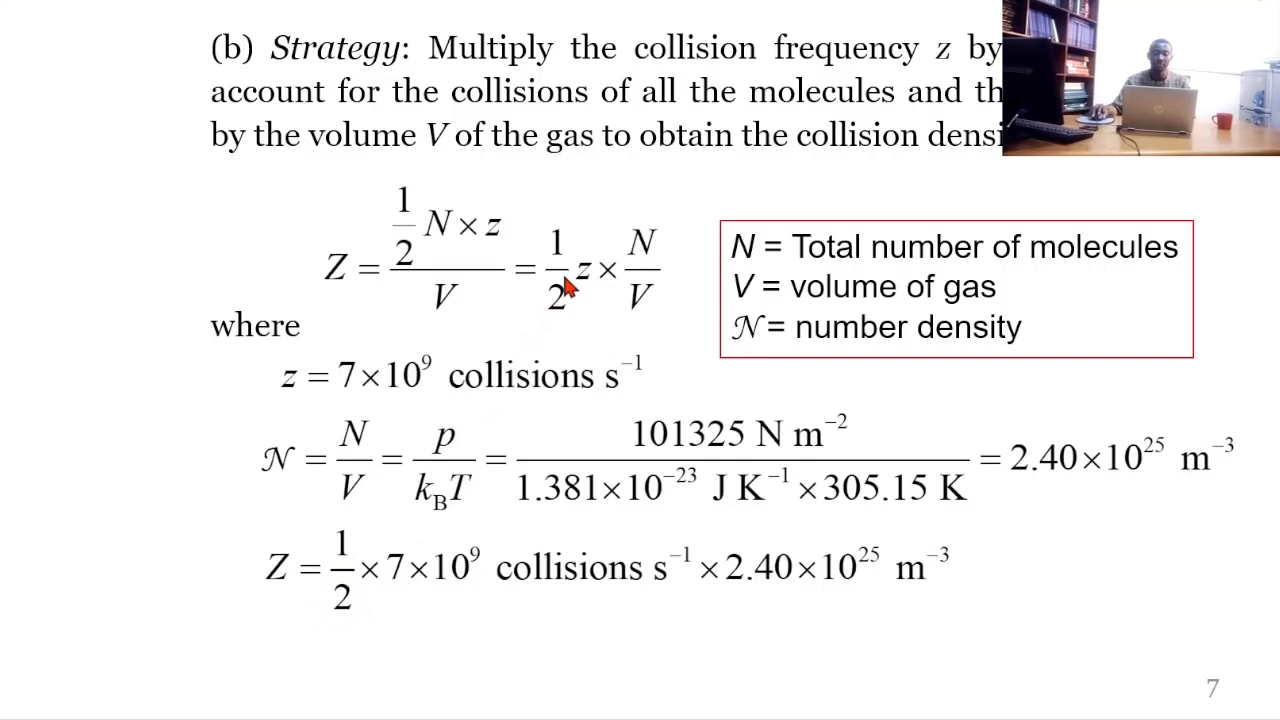 (b) Strategy: Multiply the collision frequency z by
account for the collisions of all the molecules and th
by the volume V of the gas to obtain the collision densi
Z = (1/2 N × z)/V = 1/2 z × N/V
N = Total number of molecules
V = volume of gas
𝒩 = number density
where
z = 7×10⁹ collisions s⁻¹
𝒩 = N/V = p/(k_B T) = (101325 N m⁻²)/(1.381×10⁻²³ J K⁻¹ × 305.15 K) = 2.40×10²⁵ m⁻³
Z = 1/2 × 7×10⁹ collisions s⁻¹ × 2.40×10²⁵ m⁻³
7